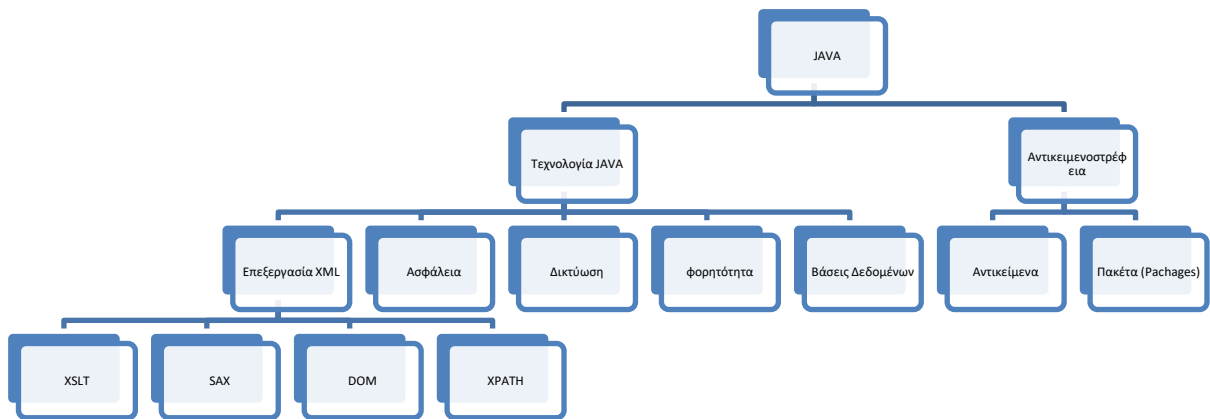 JAVA
Τεχνολογία JAVA
Αντικειμενοστρέφ
εια
Επεξεργασία XML
Ασφάλεια
Δικτύωση
φορητότητα
Βάσεις Δεδομένων
Αντικείμενα
Πακέτα (Pachages)
XSLT
SAX
DOM
XPATH